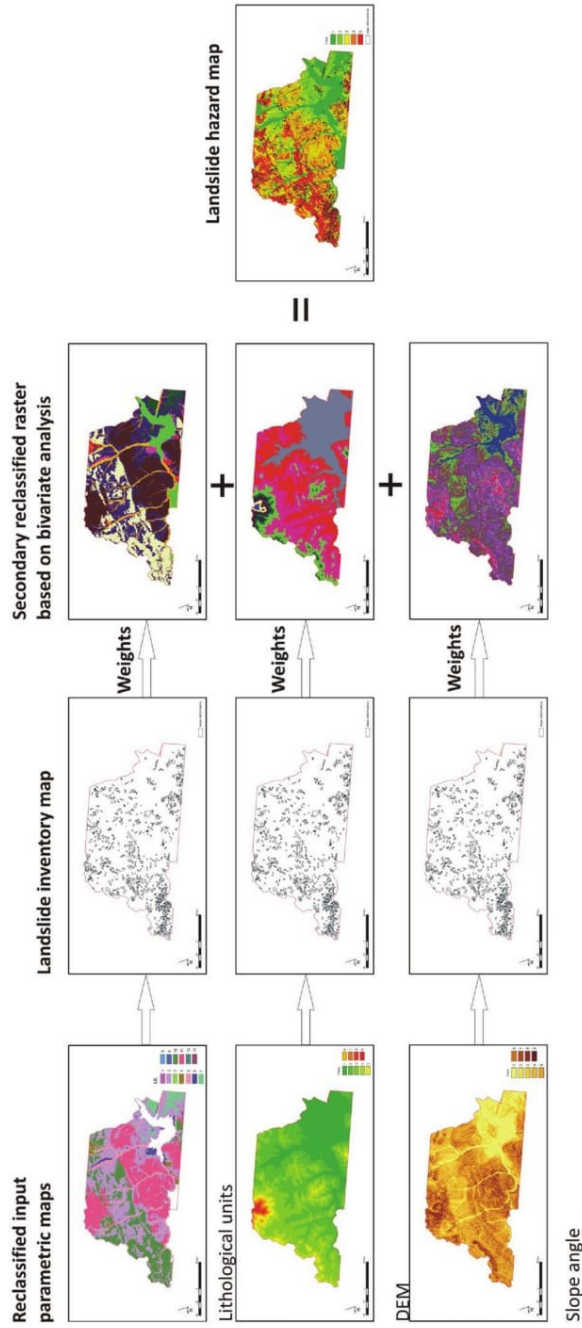 Reclassified input
parametric maps
Landslide inventory map
Secondary reclassified raster
based on bivariate analysis
Landslide hazard map
Lithological units
Weights
+
=
DEM
Weights
+
Slope angle
Weights